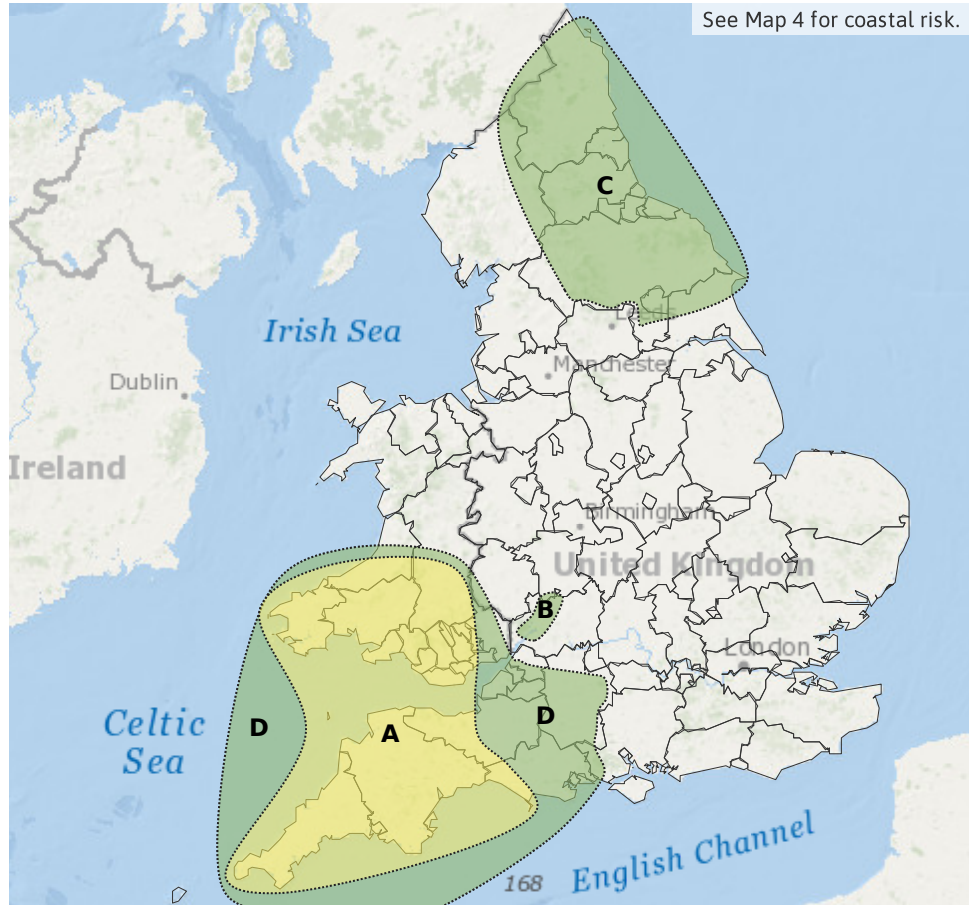 See Map 4 for coastal risk.
C
Leeds
Irish Sea
Manchester
Dublin
Ireland
Birmingham
United Kingdom
B
London
Celtic
Sea
D
A
D
English Channel
168